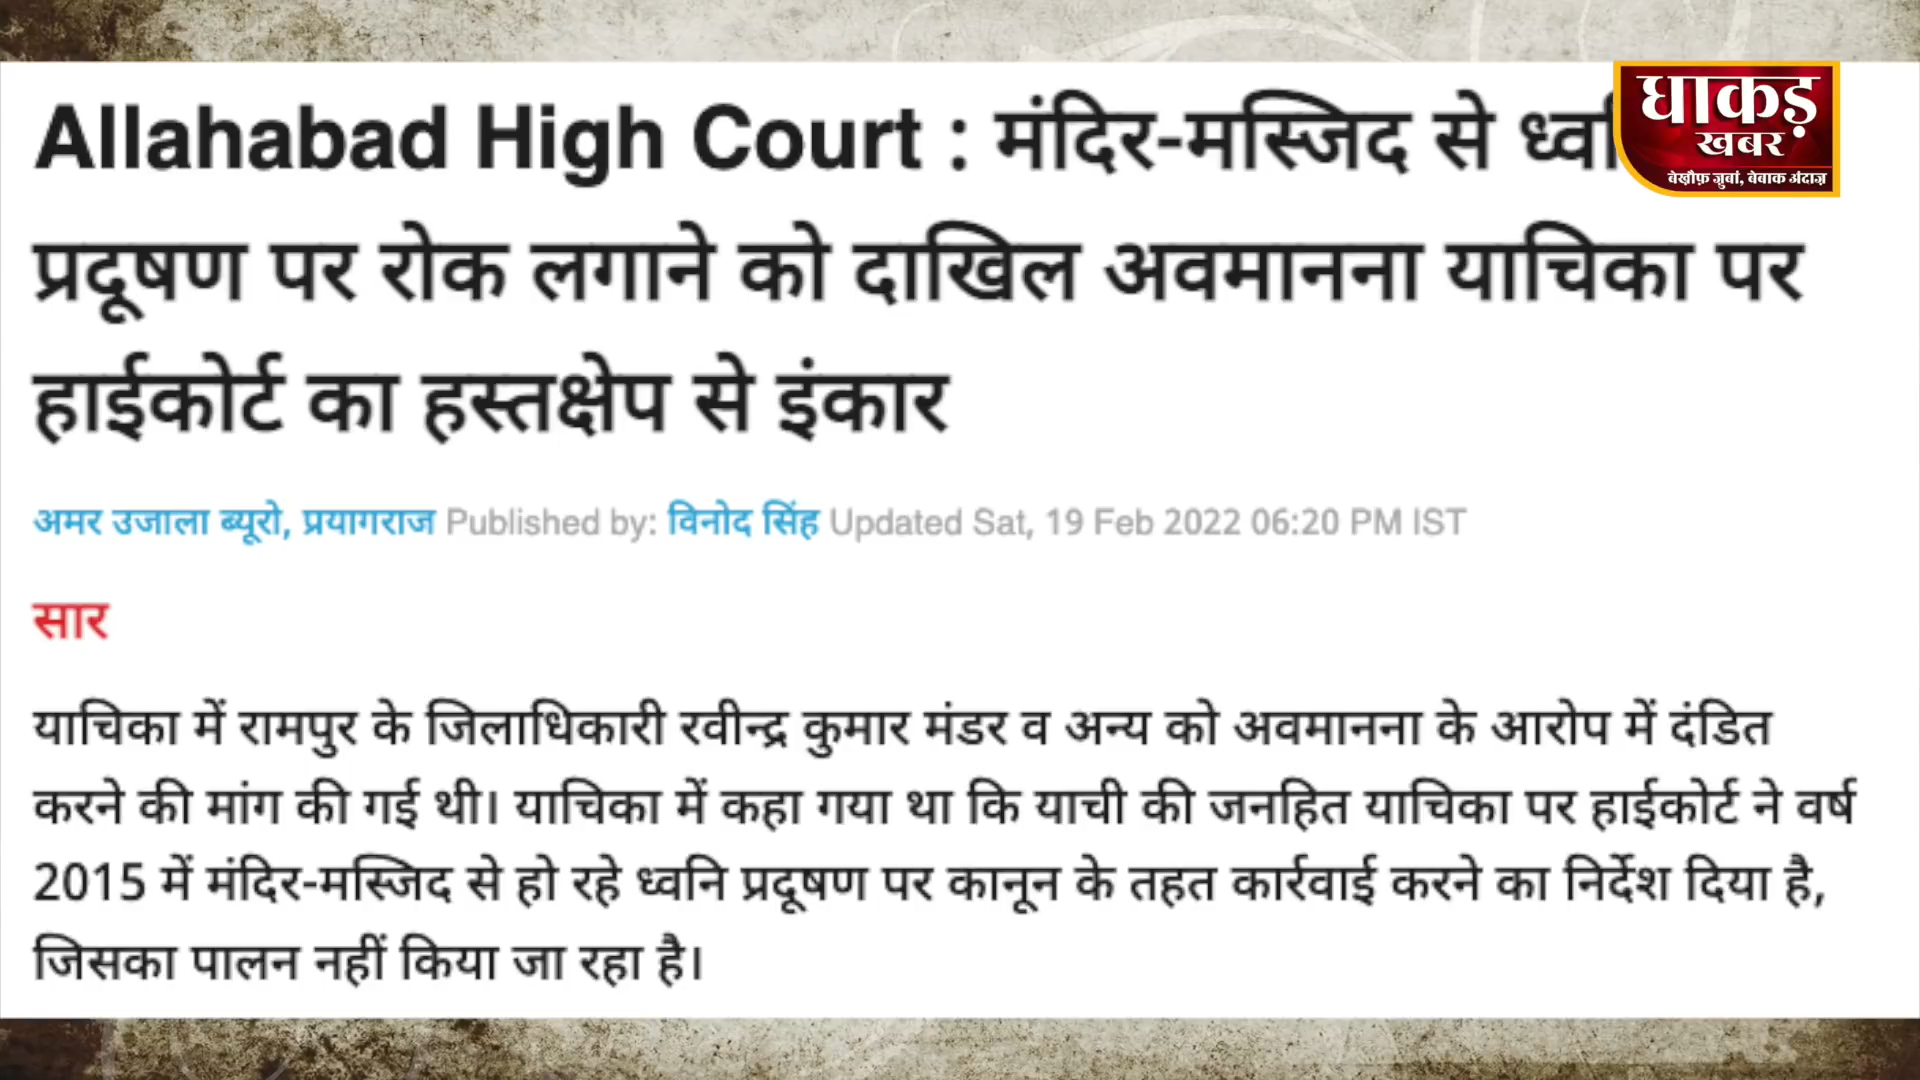 Allahabad High Court : मंदिर-मस्जिद से
धाकड़
खबर
बेख़ौफ़ जुबां, बेबाक अंदाज़
प्रदूषण पर रोक लगाने को दाखिल अवमानना याचिका पर
हाईकोर्ट का हस्तक्षेप से इंकार
अमर उजाला ब्यूरो, प्रयागराज Published by: विनोद सिंह Updated Sat, 19 Feb 2022 06:20 PM IST
सार
याचिका में रामपुर के जिलाधिकारी रवीन्द्र कुमार मंडर व अन्य को अवमानना के आरोप में दंडित
करने की मांग की गई थी। याचिका में कहा गया था कि याची की जनहित याचिका पर हाईकोर्ट ने वर्ष
2015 में मंदिर-मस्जिद से हो रहे ध्वनि प्रदूषण पर कानून के तहत कार्रवाई करने का निर्देश दिया है,
जिसका पालन नहीं किया जा रहा है।